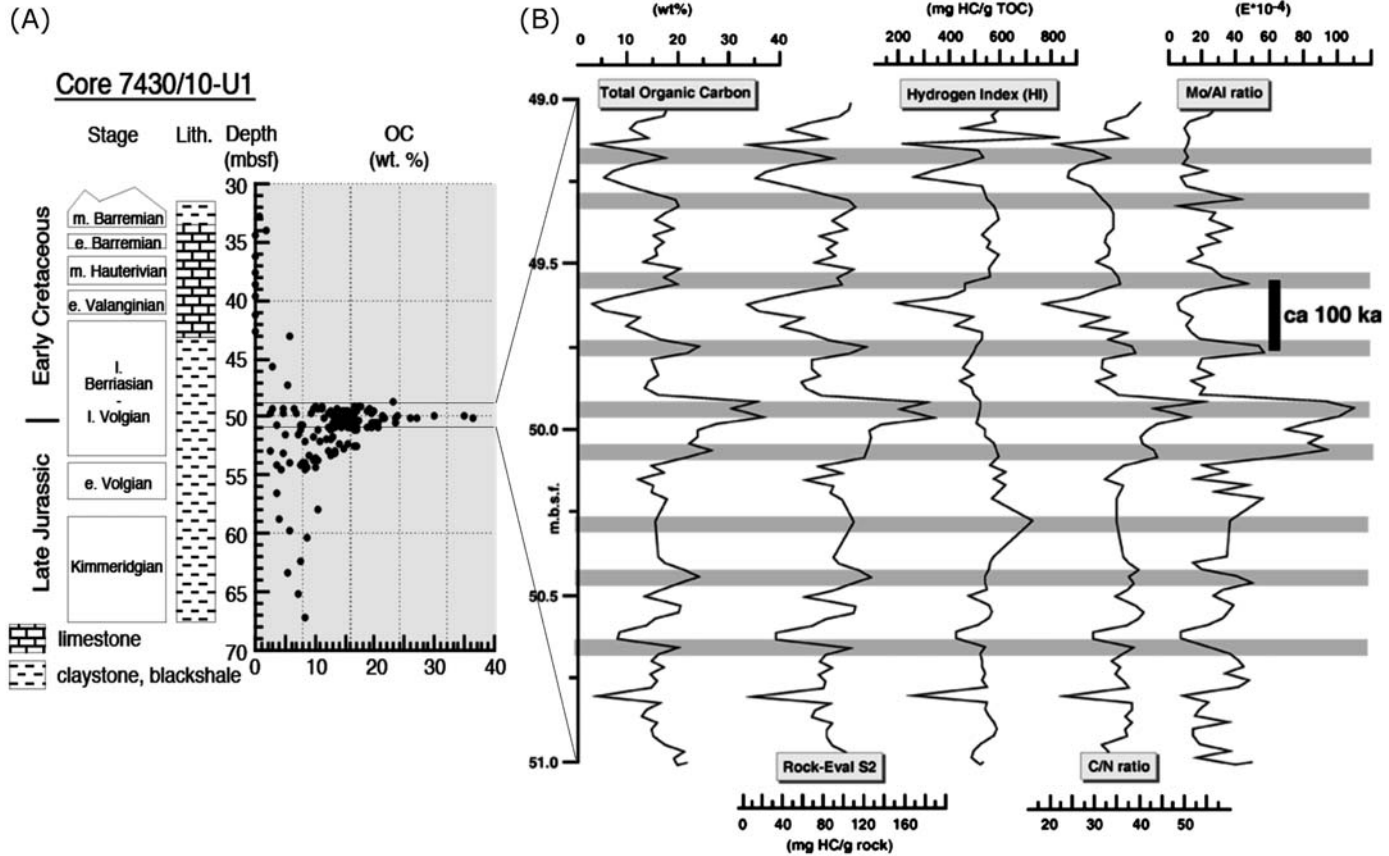 (A)
Core 7430/10-U1
Stage Lith. Depth OC
(mbsf) (wt. %)
Early Cretaceous
Late Jurassic
m. Barremian
e. Barremian
m. Hauterivian
e. Valanginian
l.
Berriasian
-
l. Volgian
e. Volgian
Kimmeridgian
30
35
40
45
50
55
60
65
70
0 10 20 30 40
limestone
claystone, blackshale
(B)
(wt%) (mg HC/g TOC) (E*10-4)
0 10 20 30 40 200 400 600 800 0 20 40 60 80 100
Total Organic Carbon Hydrogen Index (HI) Mo/Al ratio
49.0
49.5
50.0
50.5
51.0
m.b.s.f.
ca 100 ka
Rock-Eval S2 C/N ratio
0 40 80 120 160 20 30 40 50
(mg HC/g rock)